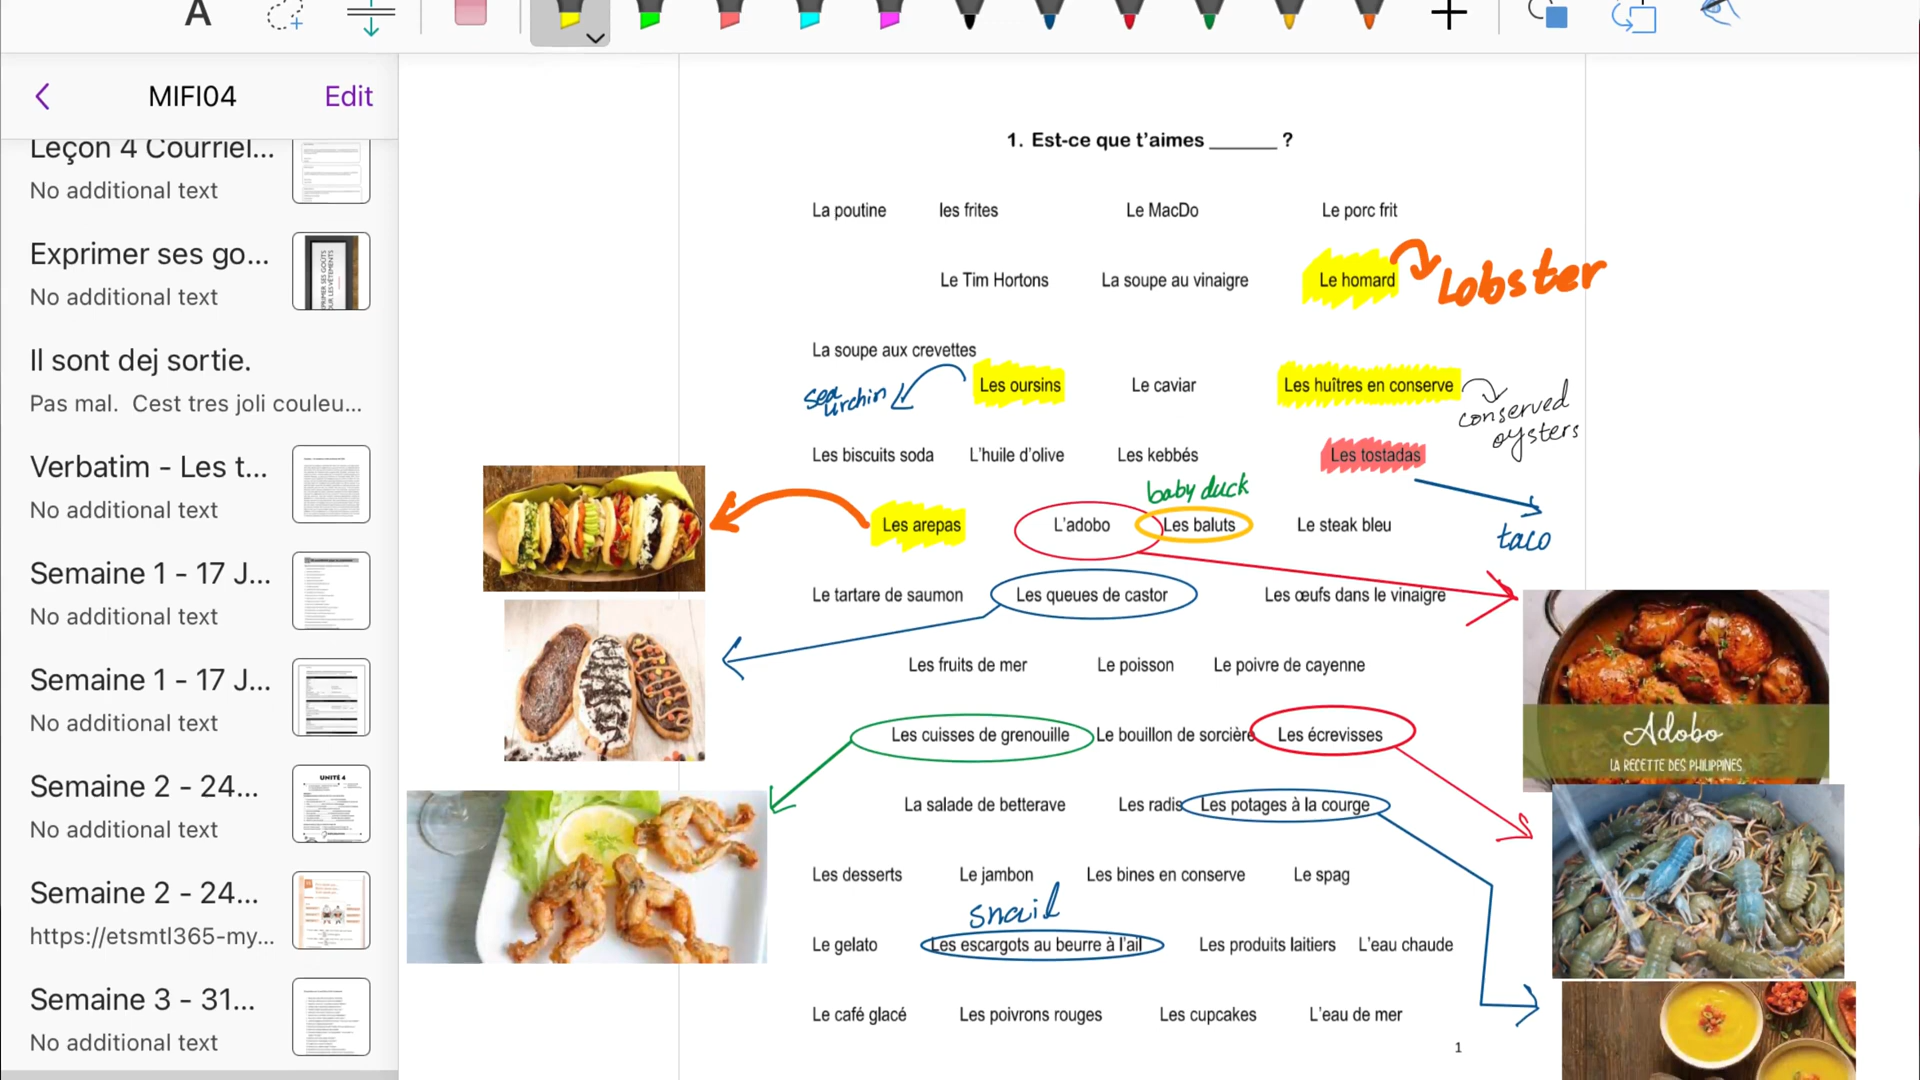 A
MIFI04
Edit
Leçon 4 Courriel...
No additional text
Exprimer ses go...
No additional text
Il sont dej sortie.
Pas mal. Cest tres joli couleu...
Verbatim - Les t...
No additional text
Semaine 1 - 17 J...
No additional text
Semaine 1 - 17 J...
No additional text
Semaine 2 - 24...
No additional text
UNITÉ 4
Semaine 2 - 24...
https://etsmtl365-my...
Semaine 3 - 31...
No additional text
1. Est-ce que t'aimes _______ ?
La poutine les frites Le MacDo Le porc frit
Le Tim Hortons La soupe au vinaigre Le homard
Lobster
La soupe aux crevettes
Les oursins Le caviar Les huîtres en conserve
sea urchin
conserved
oysters
Les biscuits soda L'huile d'olive Les kebbés Les tostadas
baby duck
taco
Les arepas L'adobo Les baluts Le steak bleu
Le tartare de saumon Les queues de castor Les œufs dans le vinaigre
Les fruits de mer Le poisson Le poivre de cayenne
Adobo
LA RECETTE DES PHILIPPINES
Les cuisses de grenouille Le bouillon de sorcière Les écrevisses
La salade de betterave Les radis Les potages à la courge
Les desserts Le jambon Les bines en conserve Le spag
snail
Le gelato Les escargots au beurre à l'ail Les produits laitiers L'eau chaude
Le café glacé Les poivrons rouges Les cupcakes L'eau de mer
1